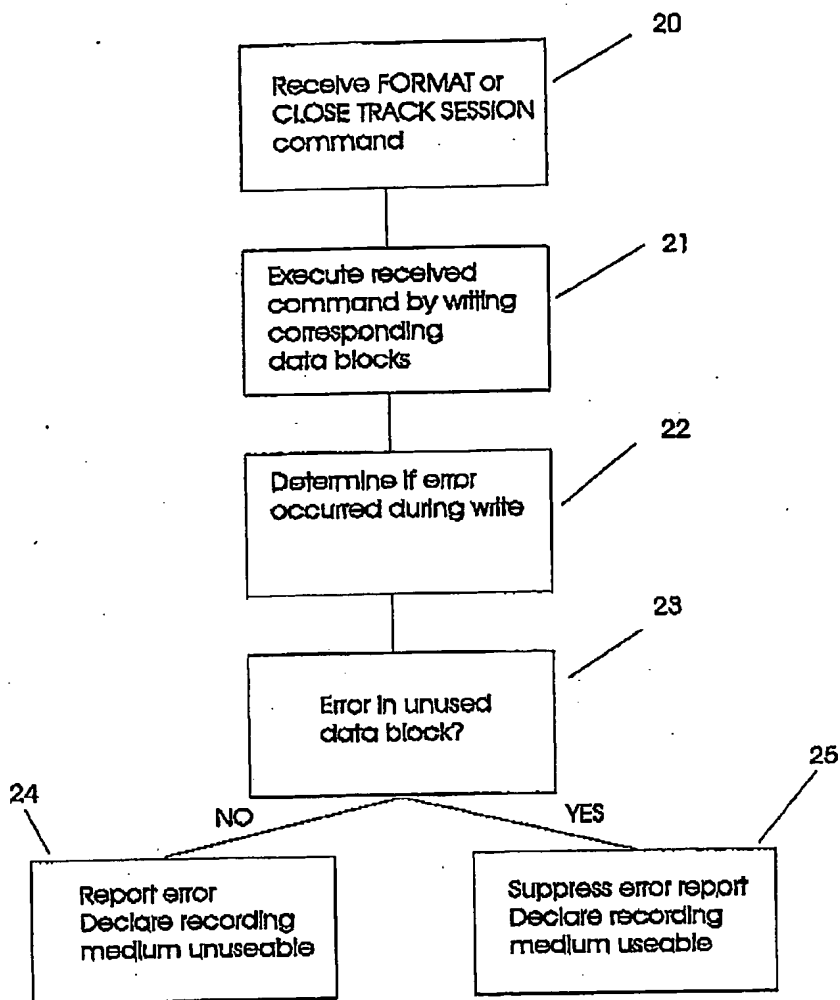 20
Receive FORMAT or
CLOSE TRACK SESSION
command
21
Execute received
command by writing
corresponding
data blocks
22
Determine if error
occurred during write
23
Error in unused
data block?
24
NO
YES
25
Report error
Declare recording
medium unuseable
Suppress error report
Declare recording
medium useable